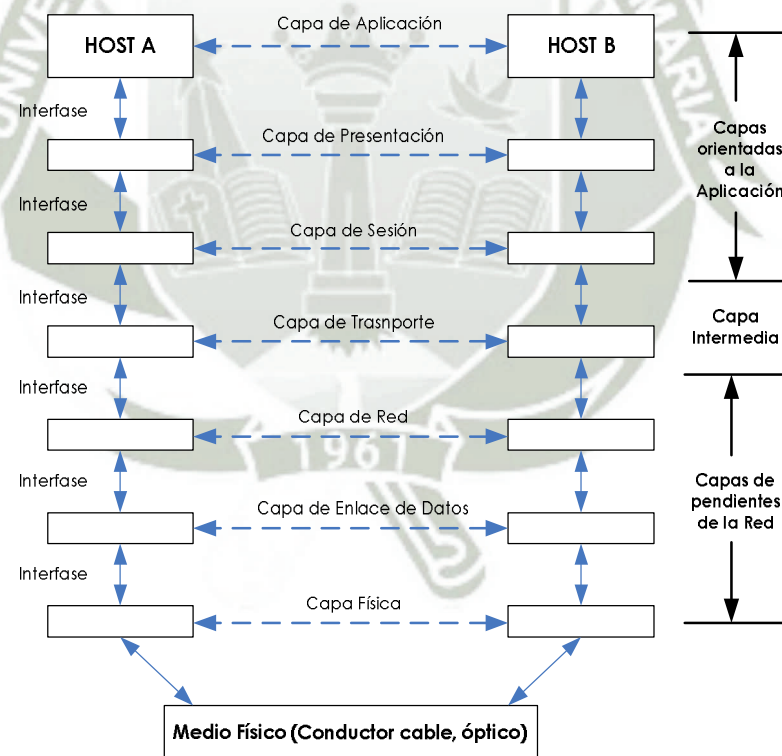 Capa de Aplicación
HOST A
HOST B
Interfase
Capa de Presentación
Capas
orientadas
a la
Aplicación
Interfase
Capa de Sesión
Interfase
Capa de Trasnporte
Capa
Intermedia
Interfase
Capa de Red
1961
Interfase
Capa de Enlace de Datos
Capas de
pendientes
de la Red
Interfase
Capa Física
Medio Físico (Conductor cable, óptico)